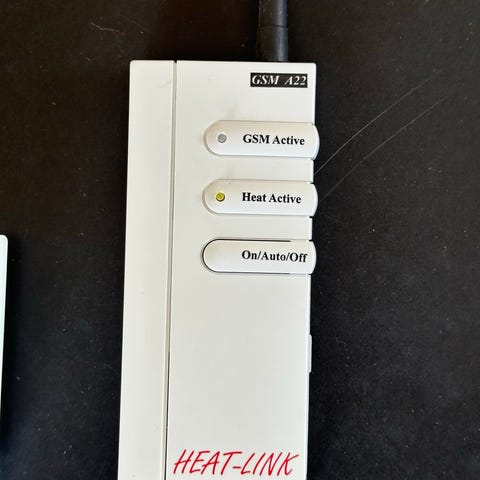 GSM A22
GSM Active
Heat Active
On/Auto/Off
HEAT-LINK